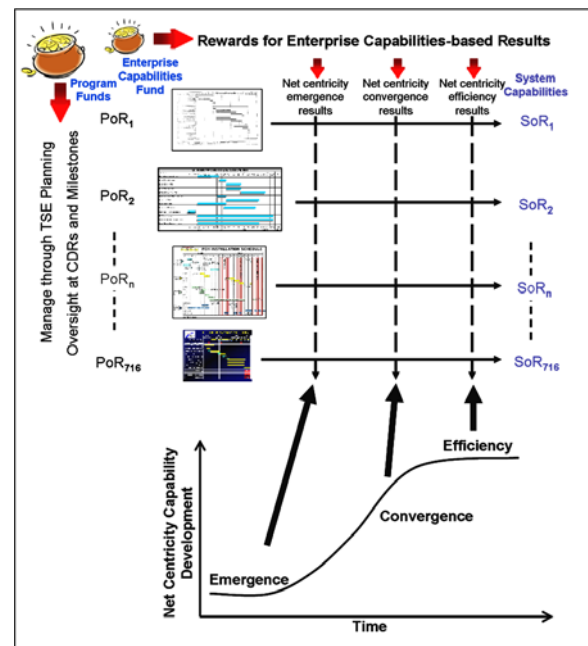 Rewards for Enterprise Capabilities-based Results
Enterprise
Capabilities
Fund
Program
Funds
Net centricity
emergence
results
Net centricity
convergence
results
Net centricity
efficiency
results
System
Capabilities
Manage through TSE Planning
Oversight at CDRs and Milestones
PoR1
SoR1
PoR2
SoR2
PoRn
SoRn
PoR716
SoR716
Net Centricity Capability
Development
Emergence
Convergence
Efficiency
Time